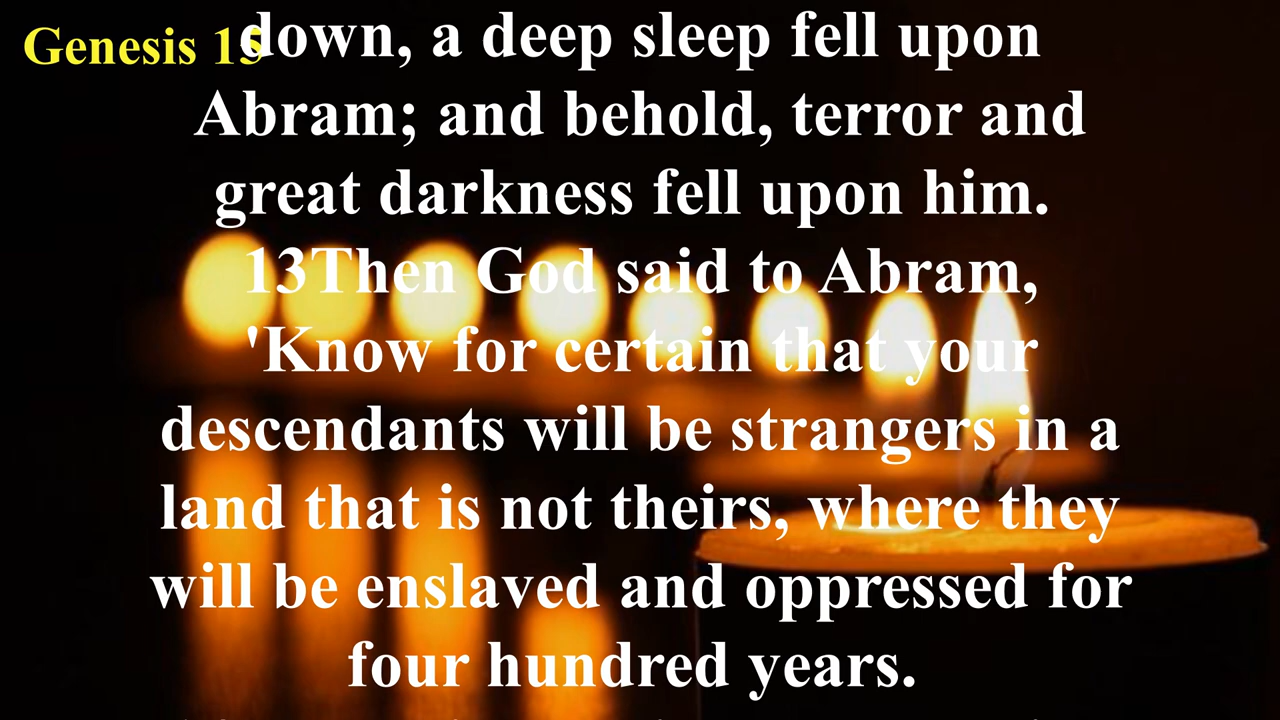 Genesis 15
down, a deep sleep fell upon
Abram; and behold, terror and
great darkness fell upon him.
13Then God said to Abram,
'Know for certain that your
descendants will be strangers in a
land that is not theirs, where they
will be enslaved and oppressed for
four hundred years.